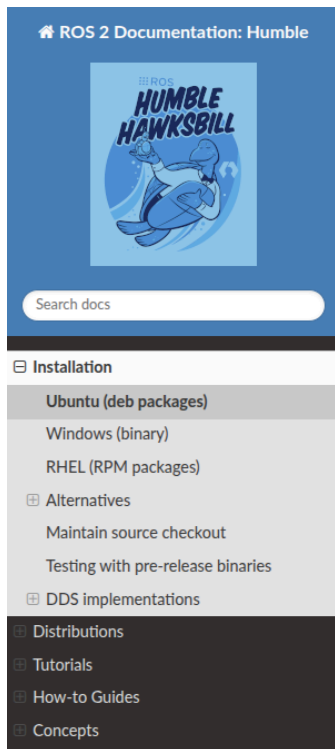 ROS 2 Documentation: Humble
ROS
HUMBLE
HAWKSBILL
Search docs
Installation
Ubuntu (deb packages)
Windows (binary)
RHEL (RPM packages)
Alternatives
Maintain source checkout
Testing with pre-release binaries
DDS implementations
Distributions
Tutorials
How-to Guides
Concepts